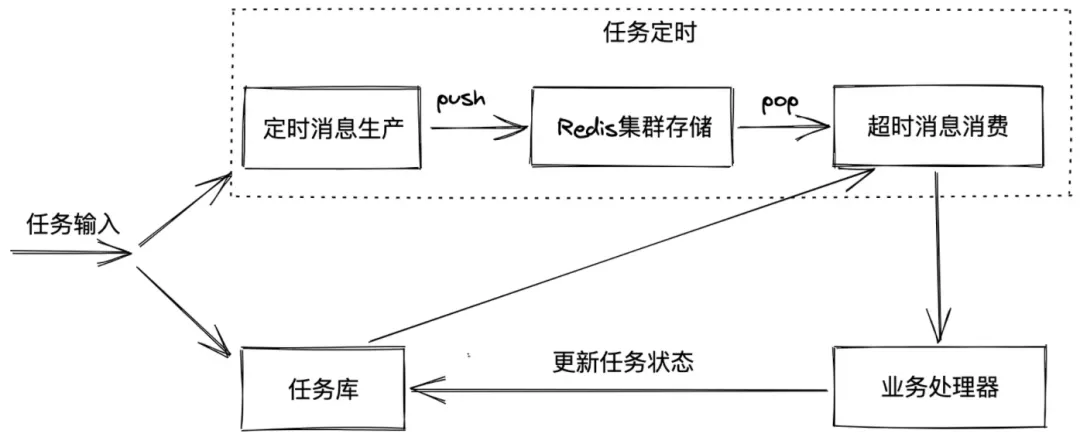 任务定时
定时消息生产
push
Redis集群存储
pop
超时消息消费
任务输入
任务库
更新任务状态
业务处理器